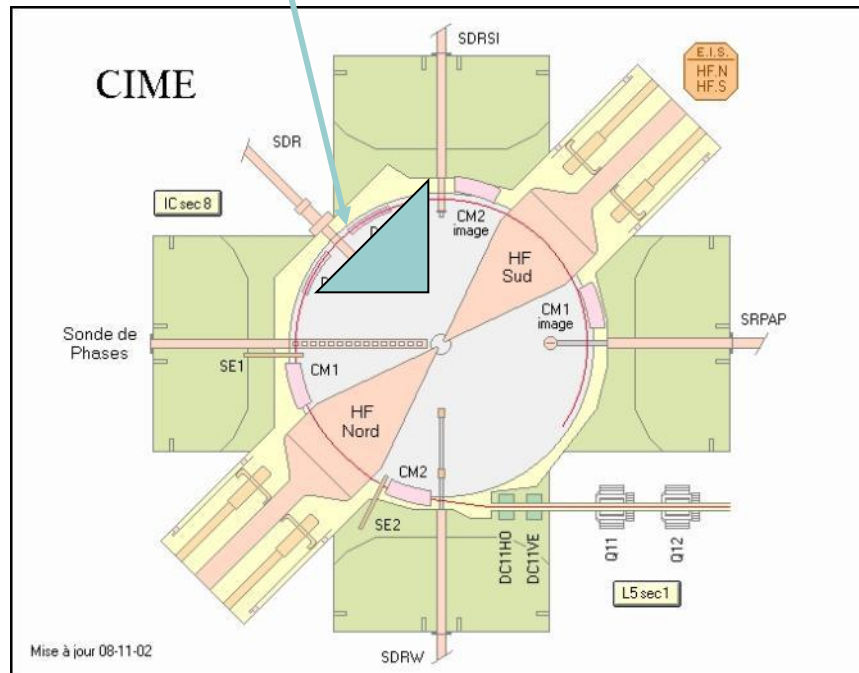 SDRSI
E.I.S.
HF.N
HF.S
CIME
SDR
IC sec 8
CM2
image
HF
Sud
CM1
image
SRPAP
Sonde de
Phases
SE1
CM1
HF
Nord
CM2
SE2
DC11HO
DC11VE
Q11
Q12
L5 sec1
Mise à jour 08-11-02
SDRW